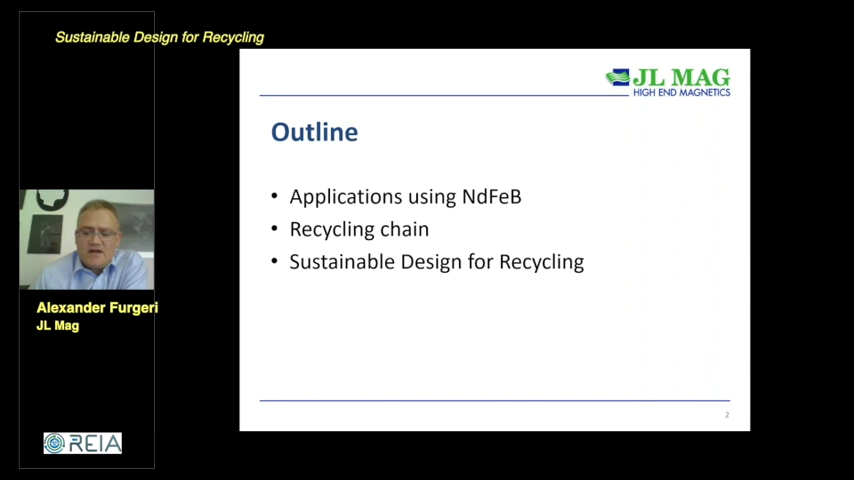 Sustainable Design for Recycling
JL MAG
HIGH END MAGNETICS
Outline
• Applications using NdFeB
• Recycling chain
• Sustainable Design for Recycling
Alexander Furgeri
JL Mag
REIA
2